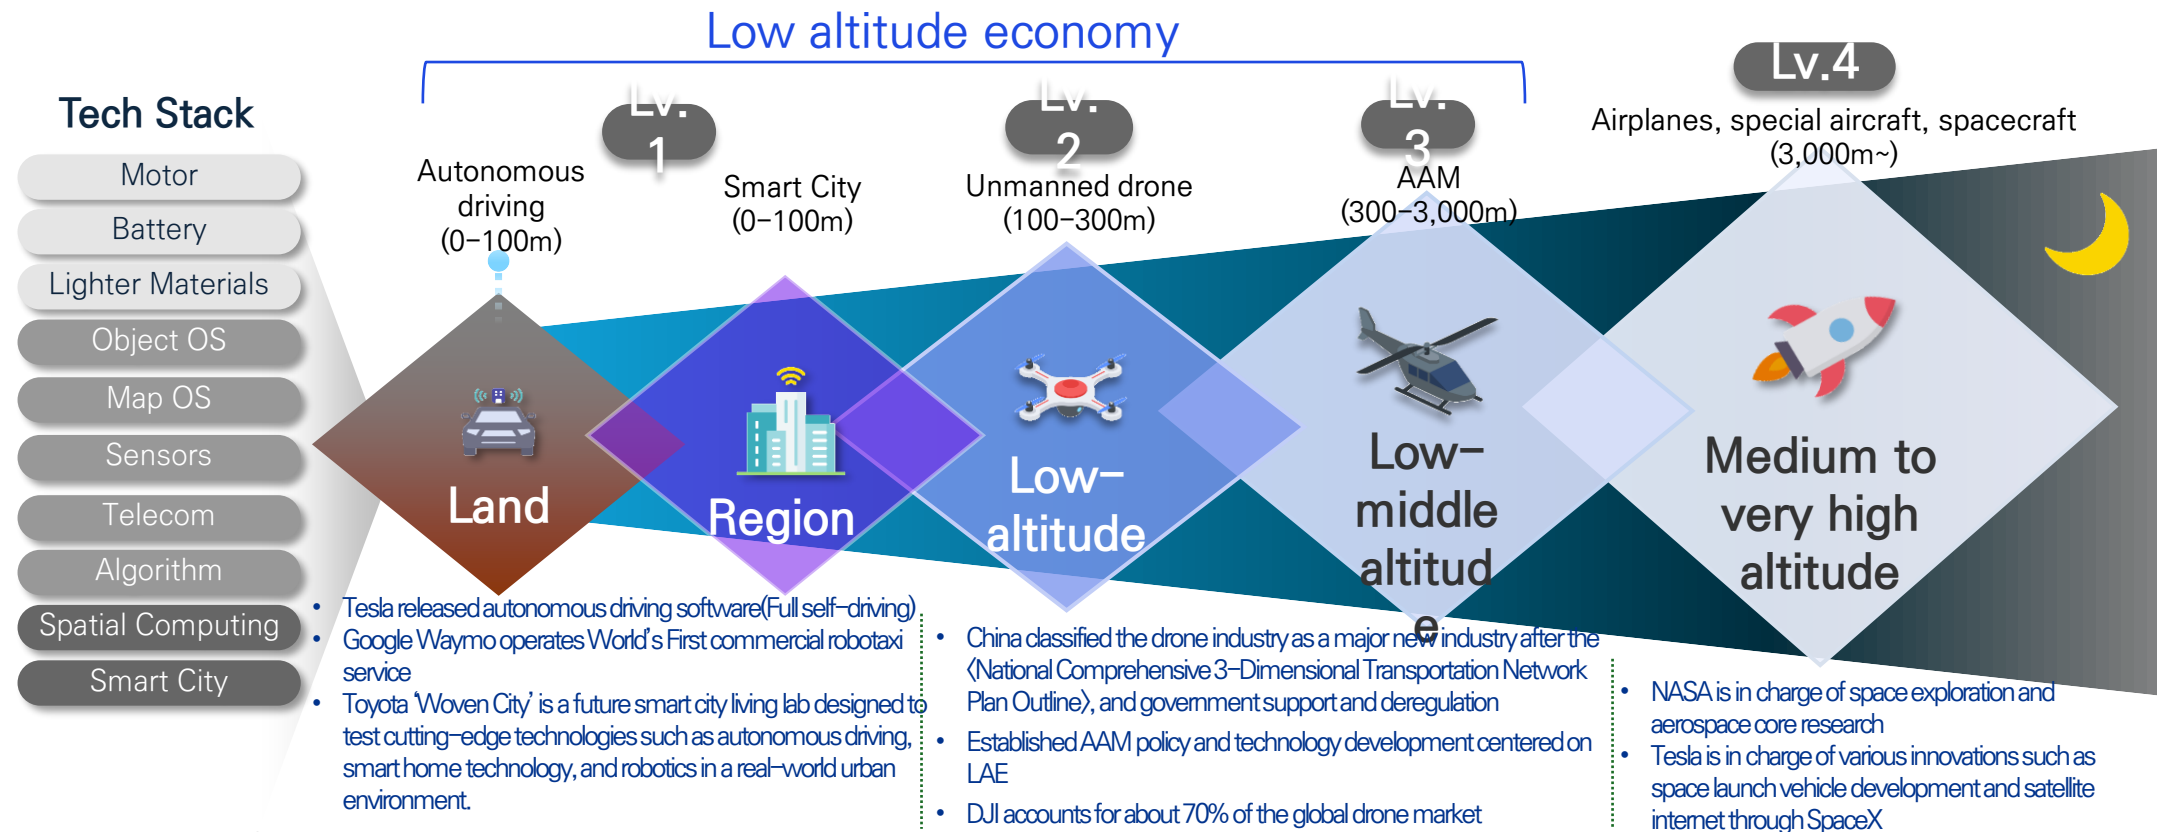 Low altitude economy
Tech Stack
Motor
Battery
Lighter Materials
Object OS
Map OS
Sensors
Telecom
Algorithm
Spatial Computing
Smart City
Lv.
1
Autonomous
driving
(0-100m)
Smart City
(0-100m)
Lv.
2
Unmanned drone
(100-300m)
Lv.
3
AAM
(300-3,000m)
Lv.4
Airplanes, special aircraft, spacecraft
(3,000m~)
Land
Region
Low-
altitude
Low-
middle
altitud
e
Medium to
very high
altitude
• Tesla released autonomous driving software(Full self-driving)
• Google Waymo operates World's First commercial robotaxi
service
• Toyota 'Woven City' is a future smart city living lab designed to
test cutting-edge technologies such as autonomous driving,
smart home technology, and robotics in a real-world urban
environment.
• China classified the drone industry as a major new industry after the
〈National Comprehensive 3-Dimensional Transportation Network
Plan Outline〉, and government support and deregulation
• Established AAM policy and technology development centered on
LAE
• DJI accounts for about 70% of the global drone market
• NASA is in charge of space exploration and
aerospace core research
• Tesla is in charge of various innovations such as
space launch vehicle development and satellite
internet through SpaceX